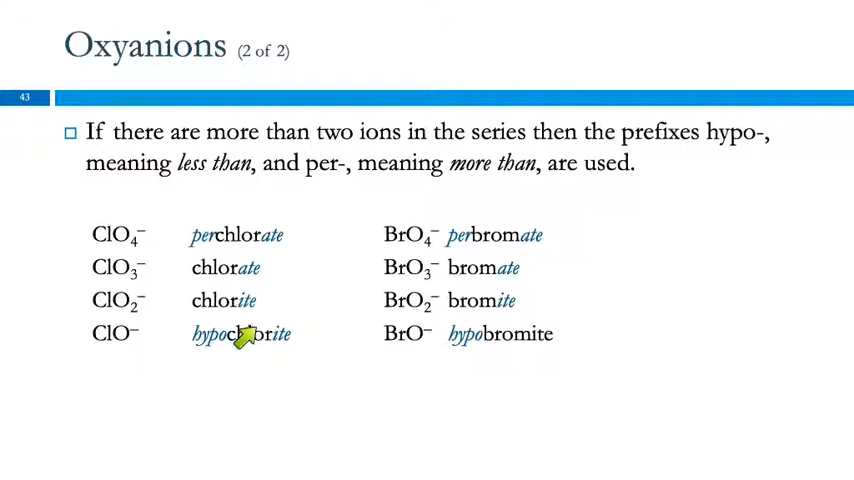 Oxyanions (2 of 2)
43
If there are more than two ions in the series then the prefixes hypo-,
meaning less than, and per-, meaning more than, are used.
ClO₄⁻ perchlorate BrO₄⁻ perbromate
ClO₃⁻ chlorate BrO₃⁻ bromate
ClO₂⁻ chlorite BrO₂⁻ bromite
ClO⁻ hypochlorite BrO⁻ hypobromite